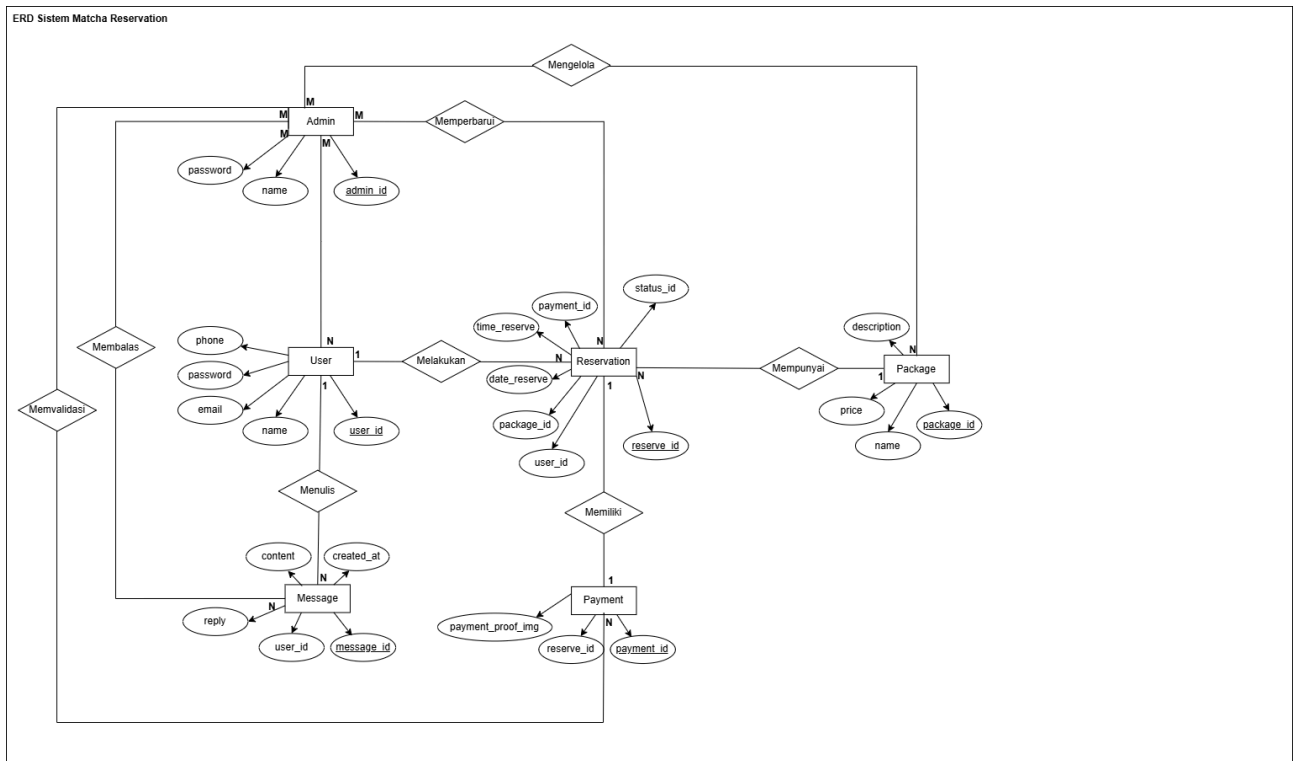 ERD Sistem Matcha Reservation
Mengelola
M
M
Admin
M
Memperbarui
M
M
password
name
admin_id
status_id
payment_id
time_reserve
description
phone
Membalas
N
N
N
User
1
Melakukan
N
Reservation
Mempunyai
Package
password
date_reserve
N
1
1
1
Memvalidasi
email
price
name
user_id
package_id
package_id
reserve_id
name
user_id
Menulis
Memiliki
content
created_at
N
1
Message
Payment
N
reply
payment_proof_img
N
user_id
message_id
reserve_id
payment_id